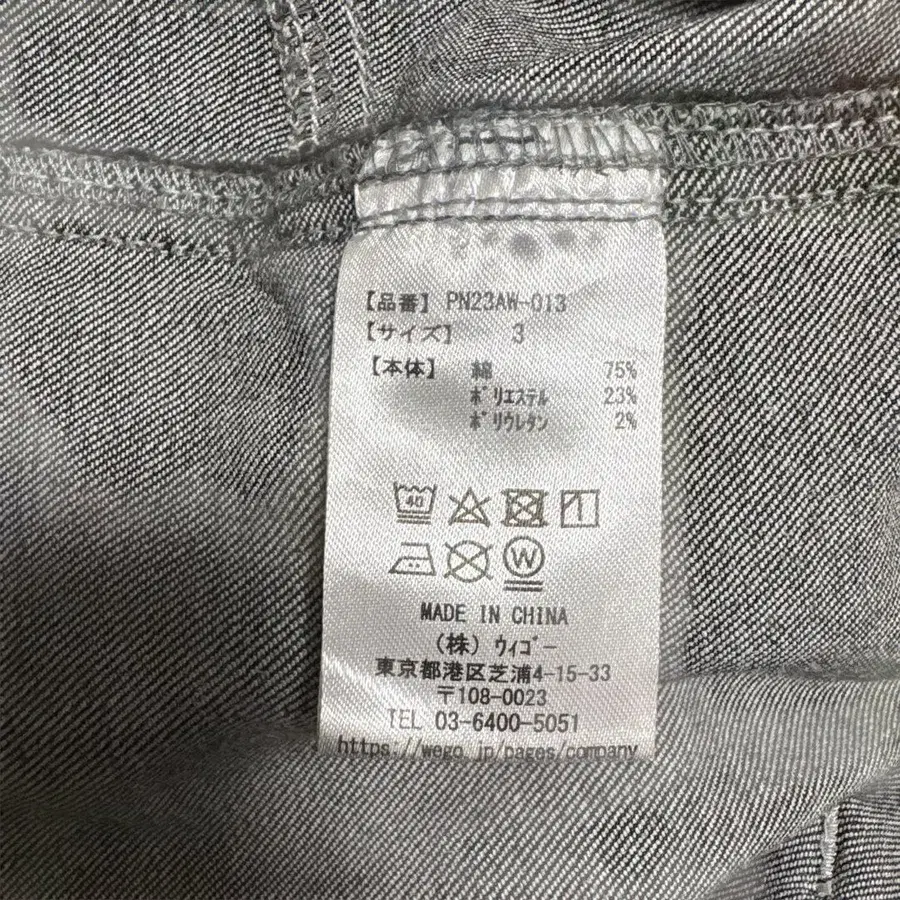 【品番】 PN23AW-013
【サイズ】 3
【本体】 綿 75%
ポリエステル 23%
ポリウレタン 2%
40
W
MADE IN CHINA
(株) ウィゴー
東京都港区芝浦4-15-33
〒108-0023
TEL 03-6400-5051
https://wego.jp/pages/company